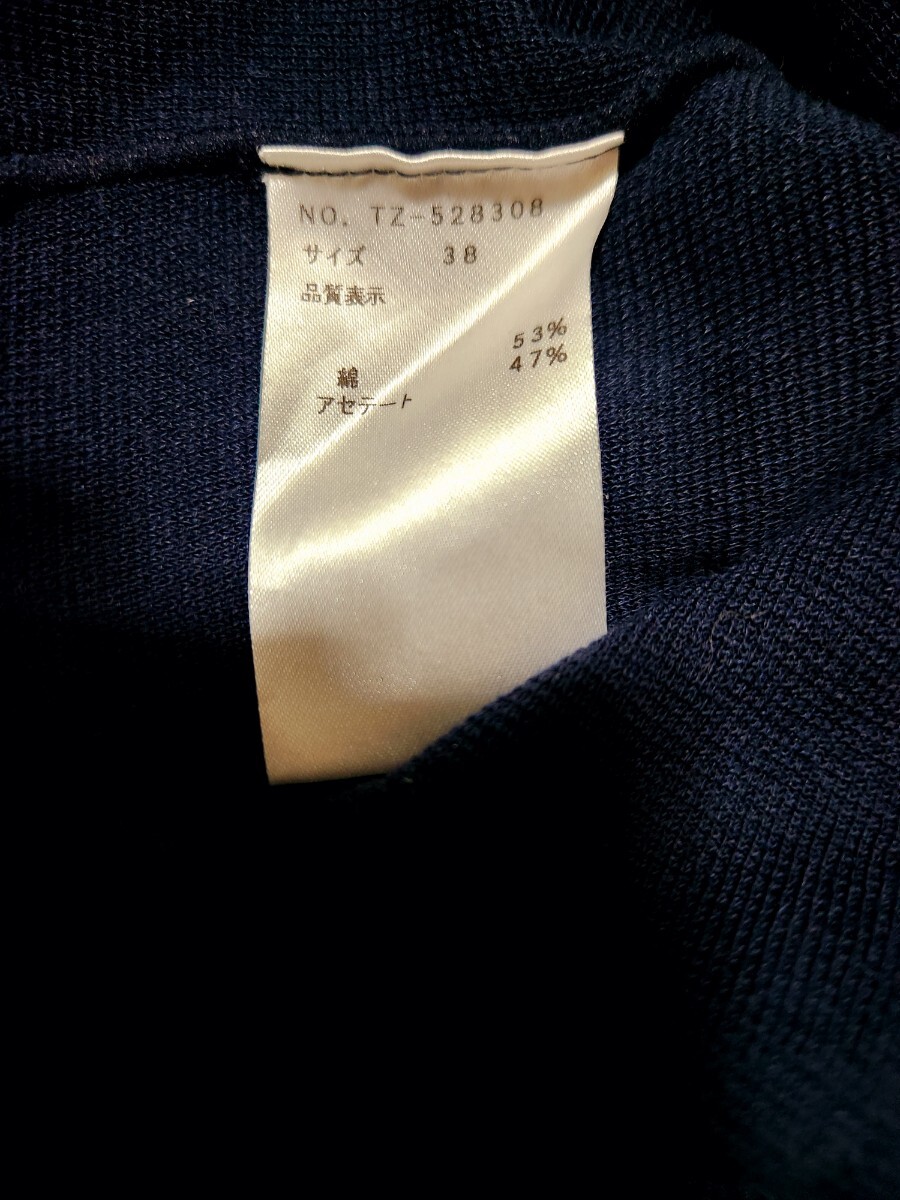 NO. TZ-528308
サイズ 38
品質表示
綿 53%
アセテート 47%